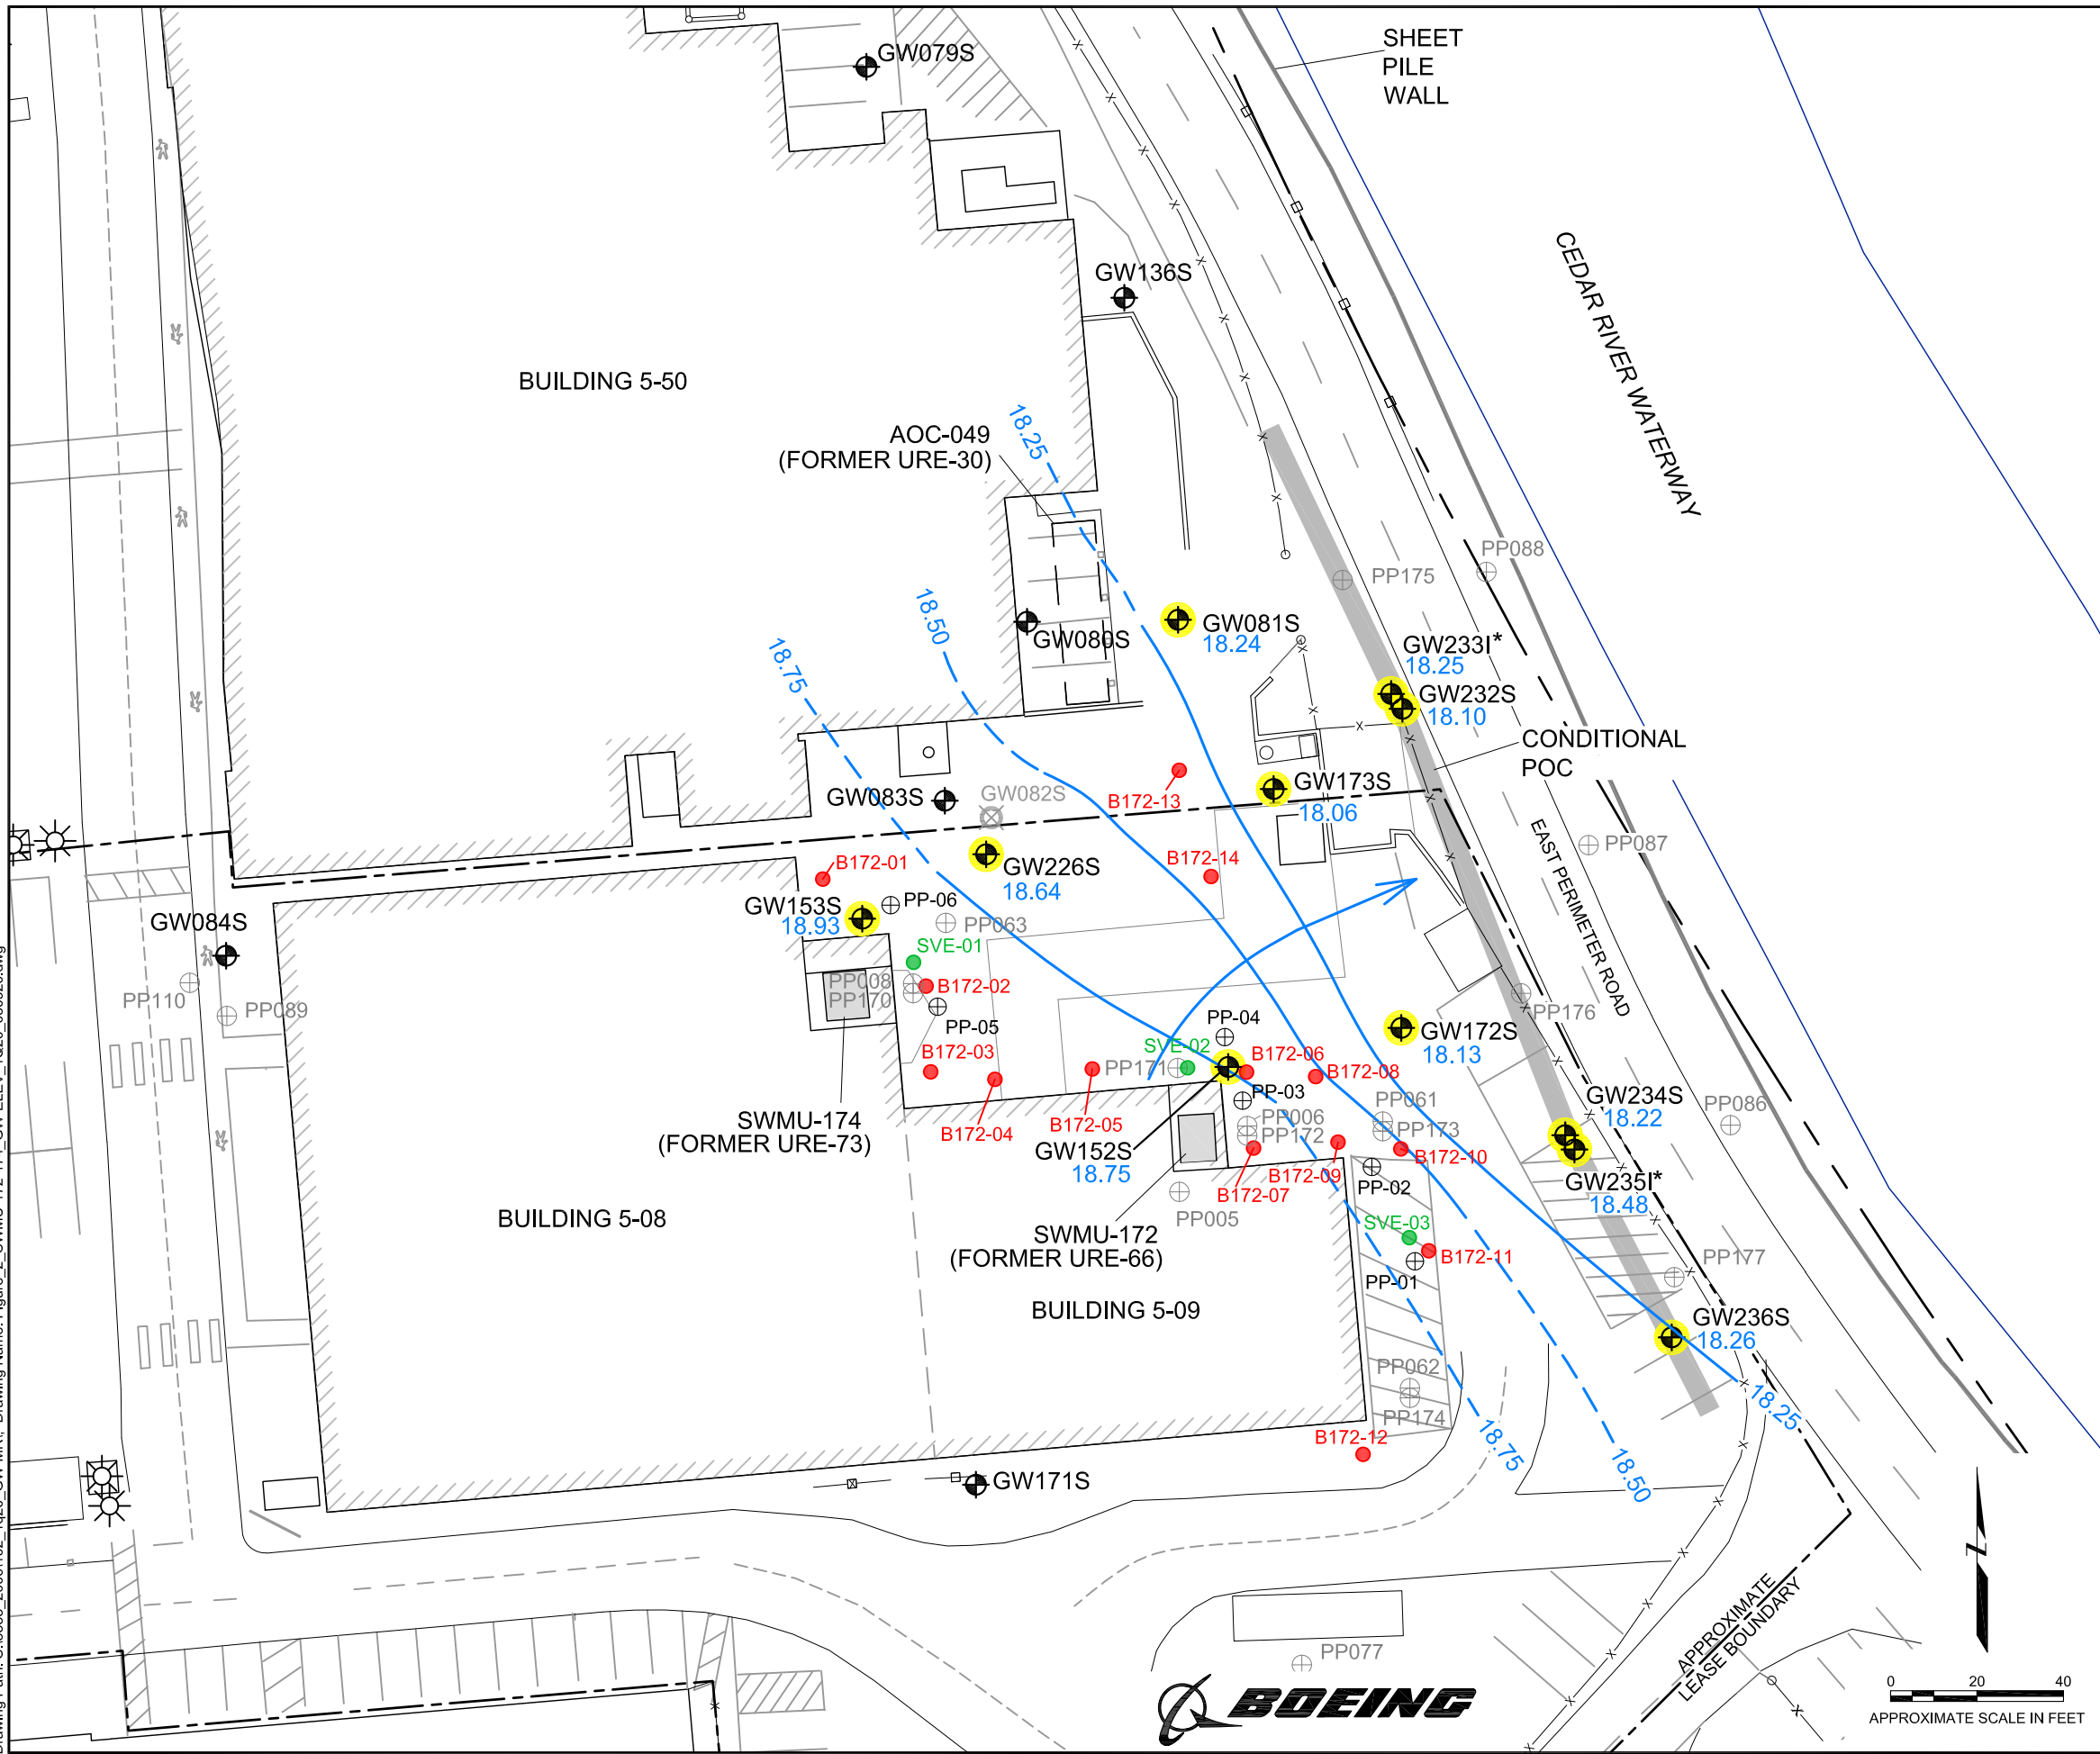 SHEET
PILE
WALL
GW079S
CEDAR RIVER WATERWAY
GW136S
BUILDING 5-50
18.25
AOC-049
(FORMER URE-30)
PP088
PP175
18.50
GW080S
GW081S
18.24
18.75
GW233I*
18.25
GW232S
18.10
CONDITIONAL
POC
GW083S
GW082S
B172-13
GW173S
18.06
EAST PERIMETER ROAD
PP087
B172-01
GW226S
18.64
B172-14
GW153S
18.93
PP-06
PP063
GW084S
SVE-01
PP008
PP170
B172-02
PP110
PP089
PP-05
PP176
PP-04
GW172S
18.13
B172-03
SVE-02
B172-06
PP171
B172-08
PP-03
SWMU-174
(FORMER URE-73)
B172-04
B172-05
PP006
PP172
PP061
PP173
GW234S
18.22
PP086
GW152S
18.75
B172-09
B172-10
B172-07
PP-02
GW235I*
18.48
PP005
BUILDING 5-08
SWMU-172
(FORMER URE-66)
SVE-03
B172-11
PP-01
PP177
BUILDING 5-09
GW236S
18.26
PP062
PP174
18.25
B172-12
18.75
18.50
GW171S
APPROXIMATE
LEASE BOUNDARY
PP077
BOEING
Z
0 20 40
APPROXIMATE SCALE IN FEET